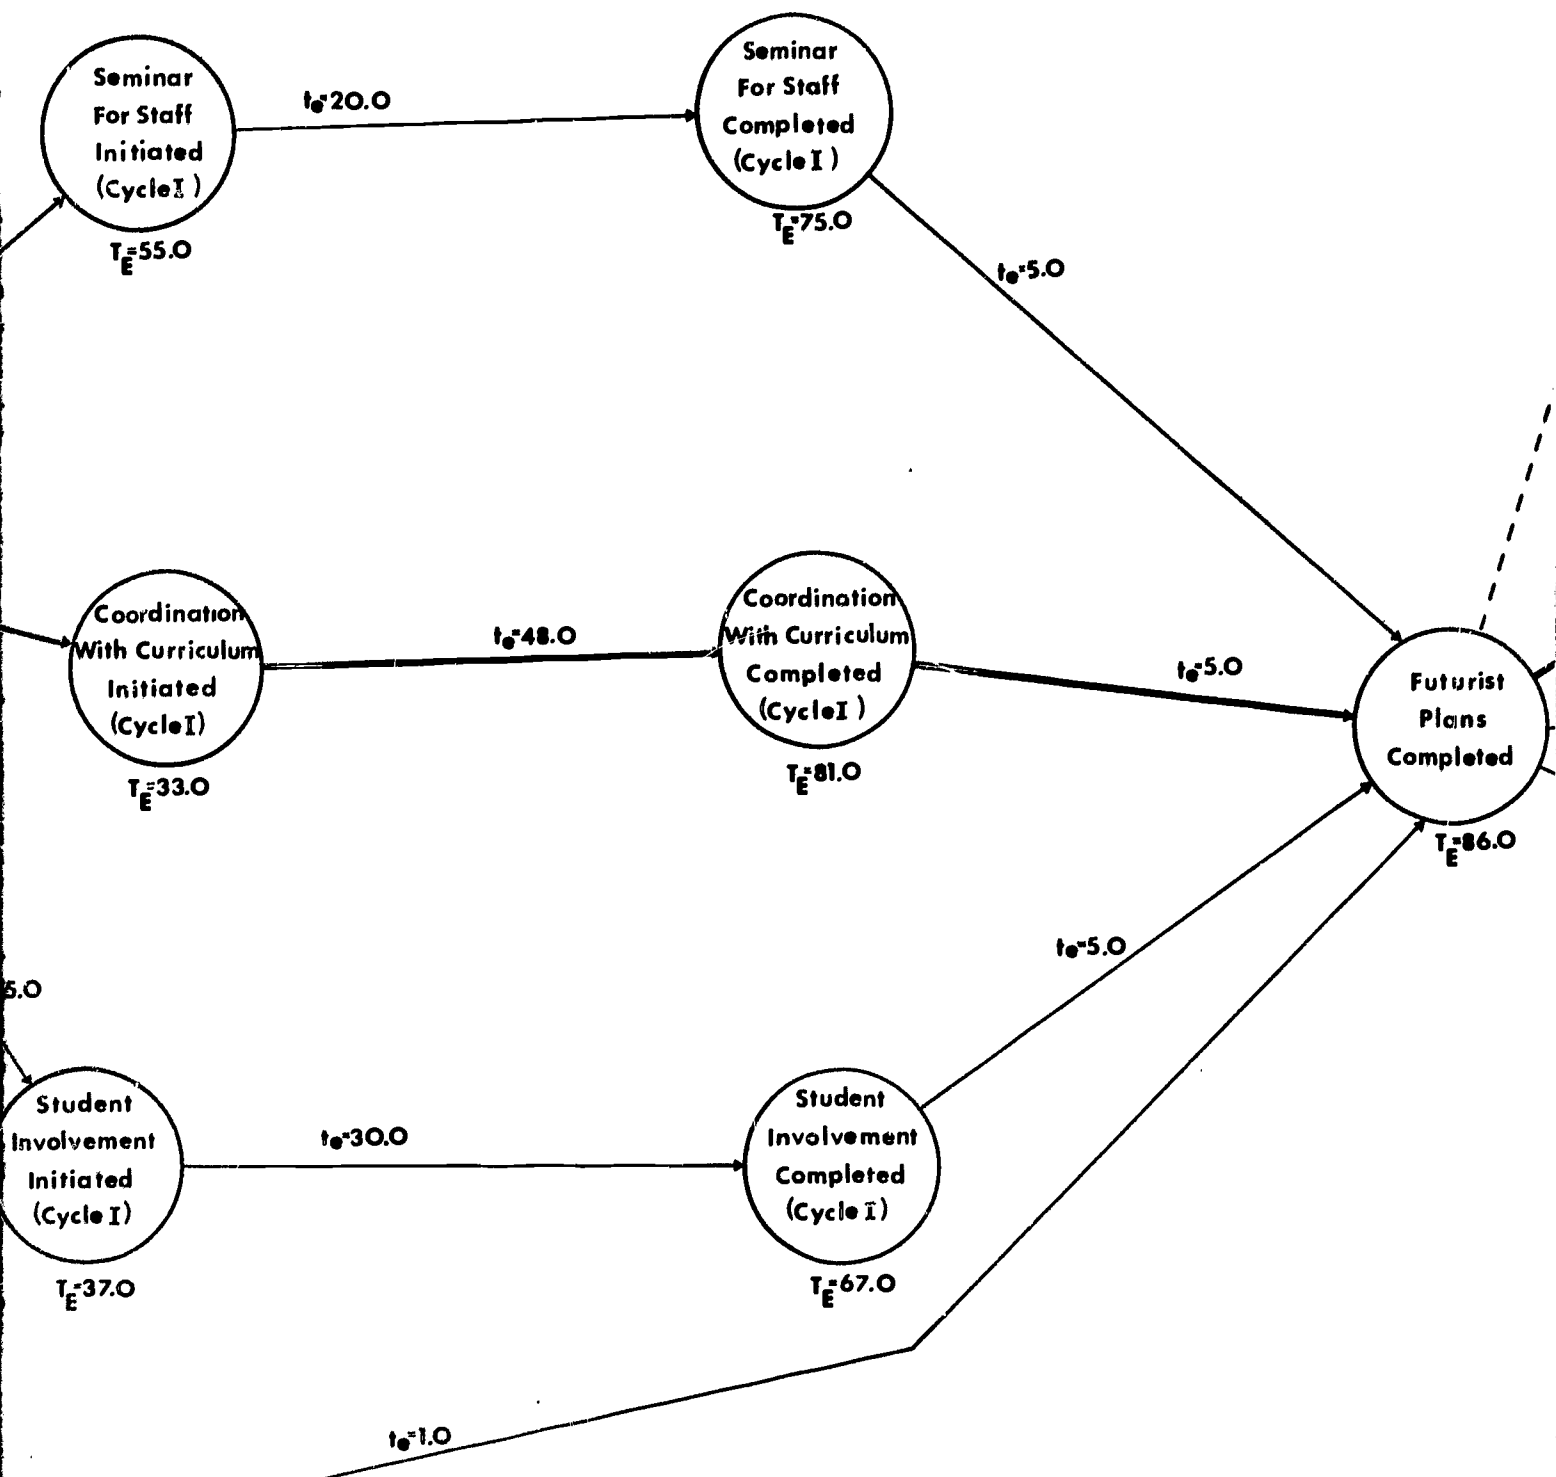 Seminar
For Staff
Initiated
(Cycle I)
T_E=55.0
t_e=20.0
Seminar
For Staff
Completed
(Cycle I)
T_E=75.0
t_e=5.0
Coordination
With Curriculum
Initiated
(Cycle I)
T_E=33.0
t_e=48.0
Coordination
With Curriculum
Completed
(Cycle I)
T_E=81.0
t_e=5.0
Futurist
Plans
Completed
T_E=86.0
5.0
Student
Involvement
Initiated
(Cycle I)
T_E=37.0
t_e=30.0
Student
Involvement
Completed
(Cycle I)
T_E=67.0
t_e=5.0
t_e=1.0